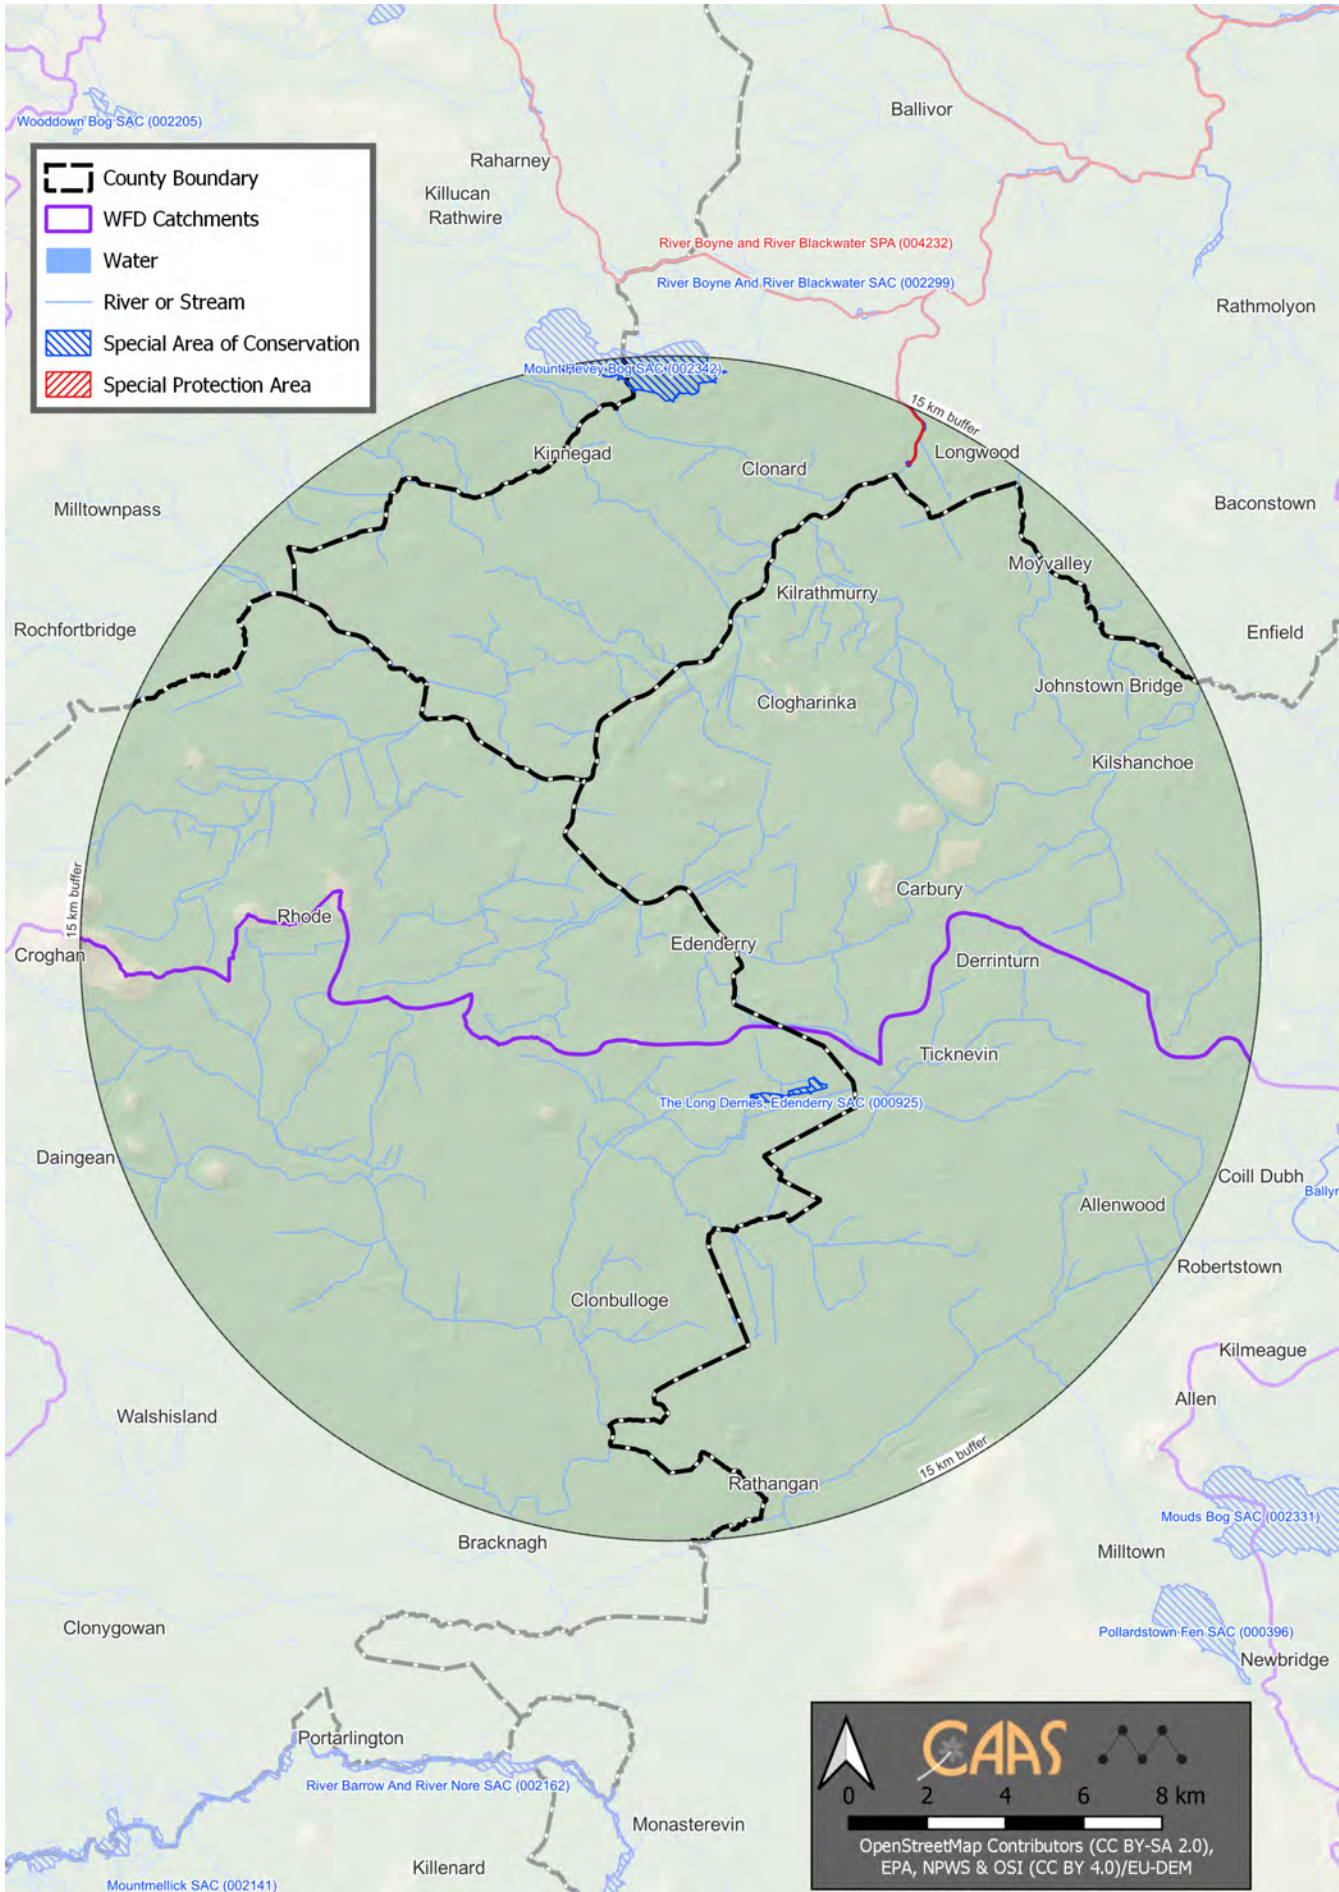 Ballivor
Wooddown Bog SAC (002205)
Raharney
Killucan
Rathwire
County Boundary
WFD Catchments
Water
River or Stream
Special Area of Conservation
Special Protection Area
River Boyne and River Blackwater SPA (004232)
River Boyne And River Blackwater SAC (002299)
Rathmolyon
Mount Hevey Bog SAC (002342)
15 km buffer
Kinnegad
Longwood
Clonard
Milltownpass
Baconstown
Moyvalley
Kilrathmurry
Rochfortbridge
Enfield
Johnstown Bridge
Clogharinka
Kilshanchoe
15 km buffer
Carbury
Rhode
Edenderry
Croghan
Derrinturn
Ticknevin
The Long Derries, Edenderry SAC (000925)
Daingean
Coill Dubh
Ballyn
Allenwood
Robertstown
Clonbulloge
Kilmeague
Allen
Walshisland
15 km buffer
Rathangan
Mouds Bog SAC (002331)
Bracknagh
Milltown
Clonygowan
Pollardstown Fen SAC (000396)
Newbridge
Portarlington
River Barrow And River Nore SAC (002162)
Monasterevin
Killenard
Mountmellick SAC (002141)
CAAS
0 2 4 6 8 km
OpenStreetMap Contributors (CC BY-SA 2.0),
EPA, NPWS & OSI (CC BY 4.0)/EU-DEM